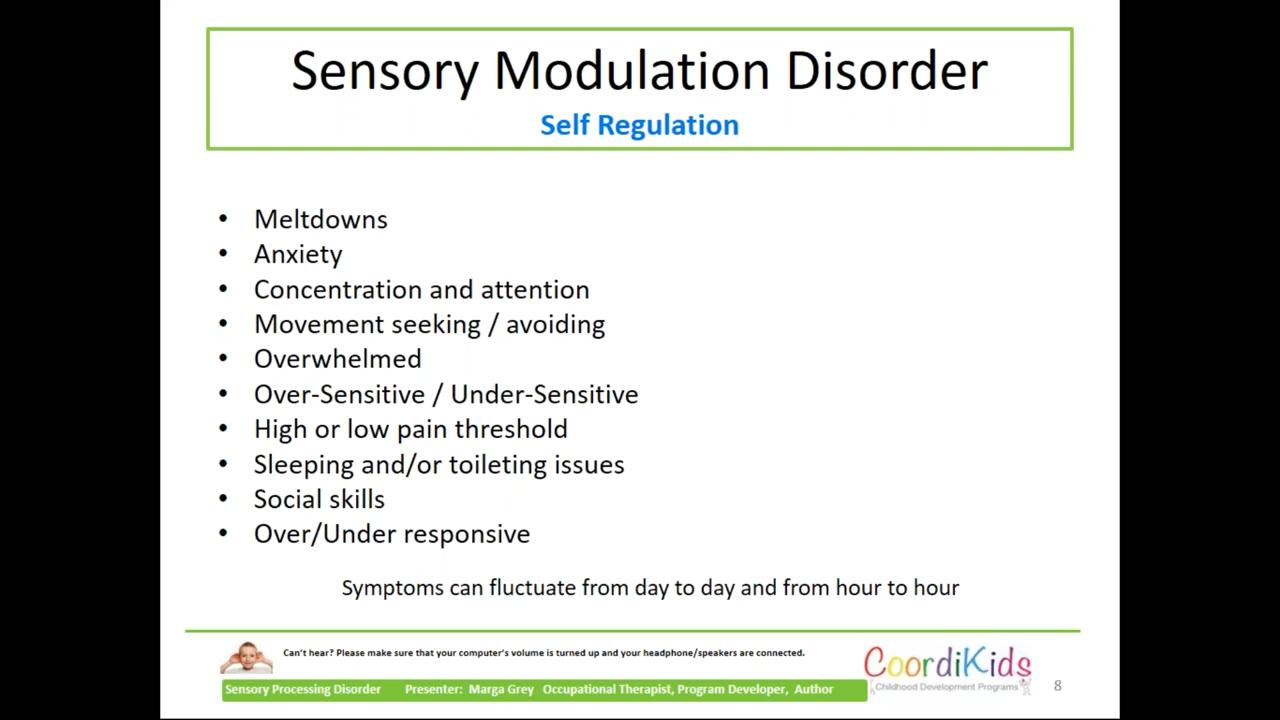 Sensory Modulation Disorder
Self Regulation
• Meltdowns
• Anxiety
• Concentration and attention
• Movement seeking / avoiding
• Overwhelmed
• Over-Sensitive / Under-Sensitive
• High or low pain threshold
• Sleeping and/or toileting issues
• Social skills
• Over/Under responsive
Symptoms can fluctuate from day to day and from hour to hour
Can't hear? Please make sure that your computer's volume is turned up and your headphone/speakers are connected.
Sensory Processing Disorder Presenter: Marga Grey Occupational Therapist, Program Developer, Author
CoordiKids
Childhood Development Programs
8